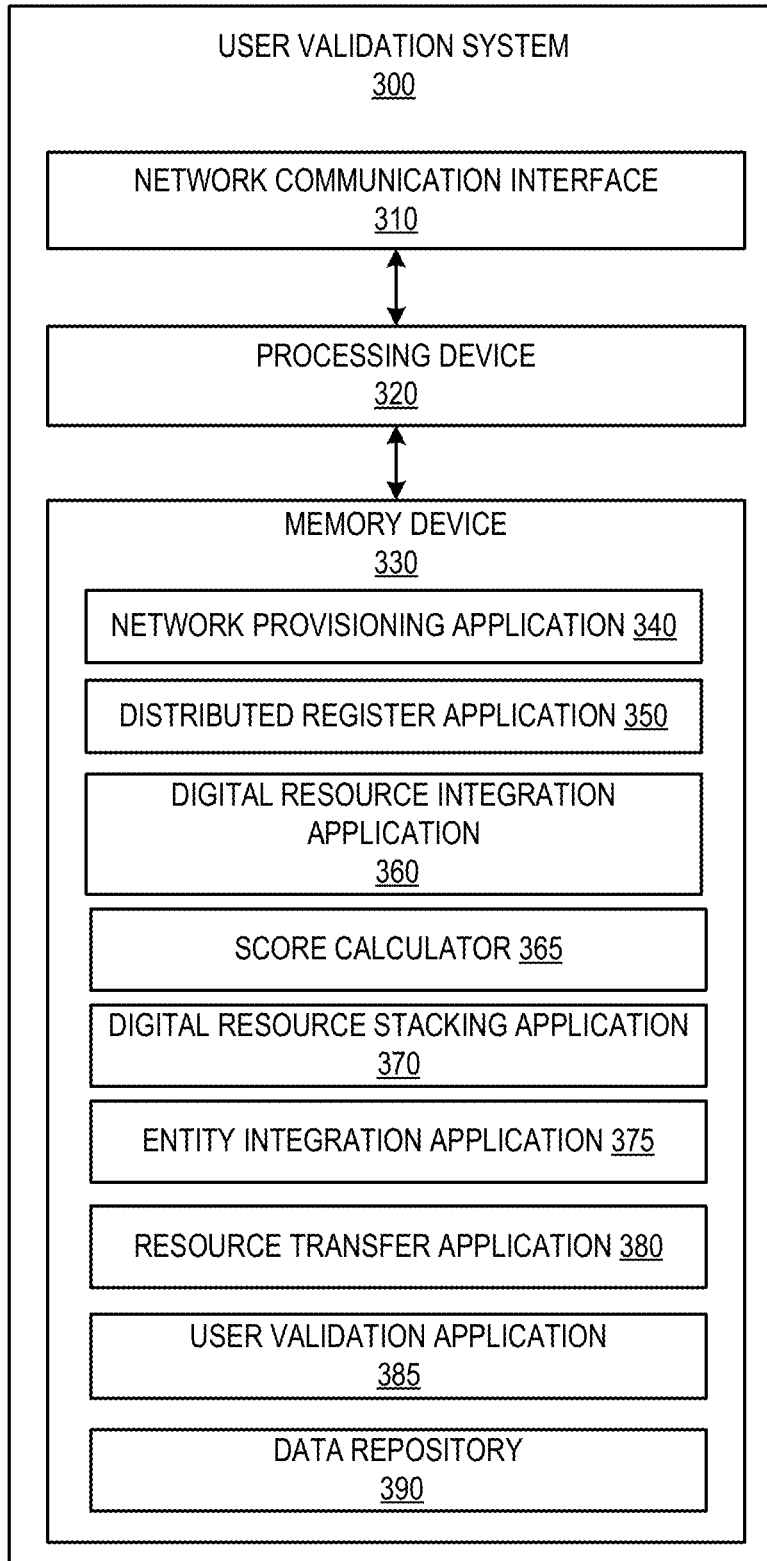 USER VALIDATION SYSTEM
300
NETWORK COMMUNICATION INTERFACE
310
PROCESSING DEVICE
320
MEMORY DEVICE
330
NETWORK PROVISIONING APPLICATION 340
DISTRIBUTED REGISTER APPLICATION 350
DIGITAL RESOURCE INTEGRATION
APPLICATION
360
SCORE CALCULATOR 365
DIGITAL RESOURCE STACKING APPLICATION
370
ENTITY INTEGRATION APPLICATION 375
RESOURCE TRANSFER APPLICATION 380
USER VALIDATION APPLICATION
385
DATA REPOSITORY
390